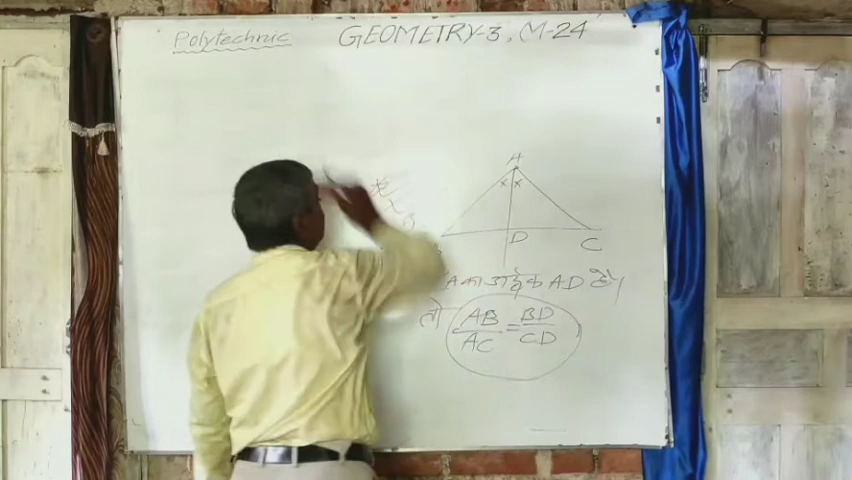 Polytechnic
GEOMETRY-3, M-24
A
x x
D
C
A का अर्द्धक AD है।
तो AB/AC = BD/CD